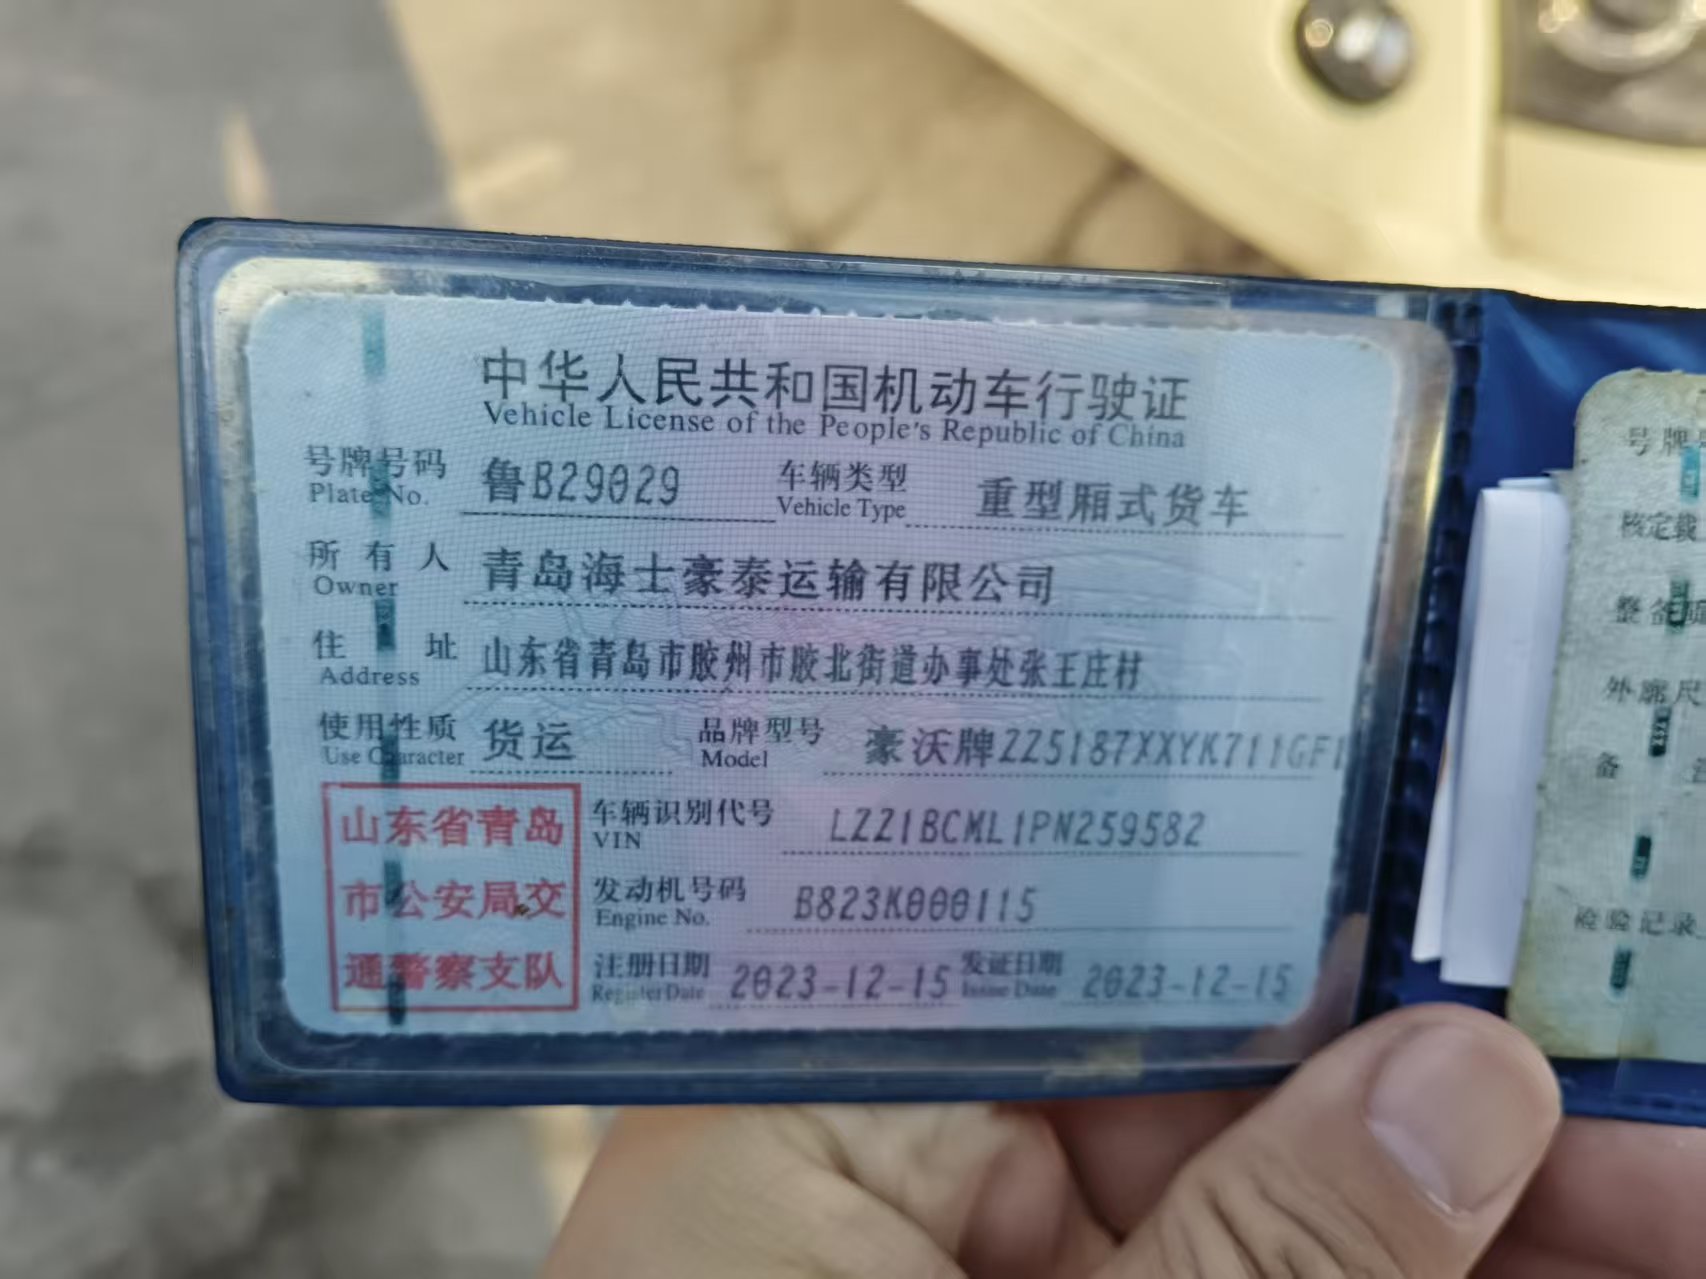 中华人民共和国机动车行驶证
Vehicle License of the People's Republic of China
号牌号码 鲁B29029 车辆类型 重型厢式货车
Plate No. Vehicle Type
所有人 青岛海士豪泰运输有限公司
Owner
住址 山东省青岛市胶州市胶北街道办事处张王庄村
Address
使用性质 货运 品牌型号 豪沃牌ZZ5187XXYK711GF1
Use Character Model
山东省青岛
市公安局交
通警察支队
车辆识别代号 LZZ1BCML1PN259582
VIN
发动机号码 B823K000115
Engine No.
注册日期 2023-12-15 发证日期 2023-12-15
Register Date Issue Date
号牌
核定载
整备质
外廓尺
备
检验记录